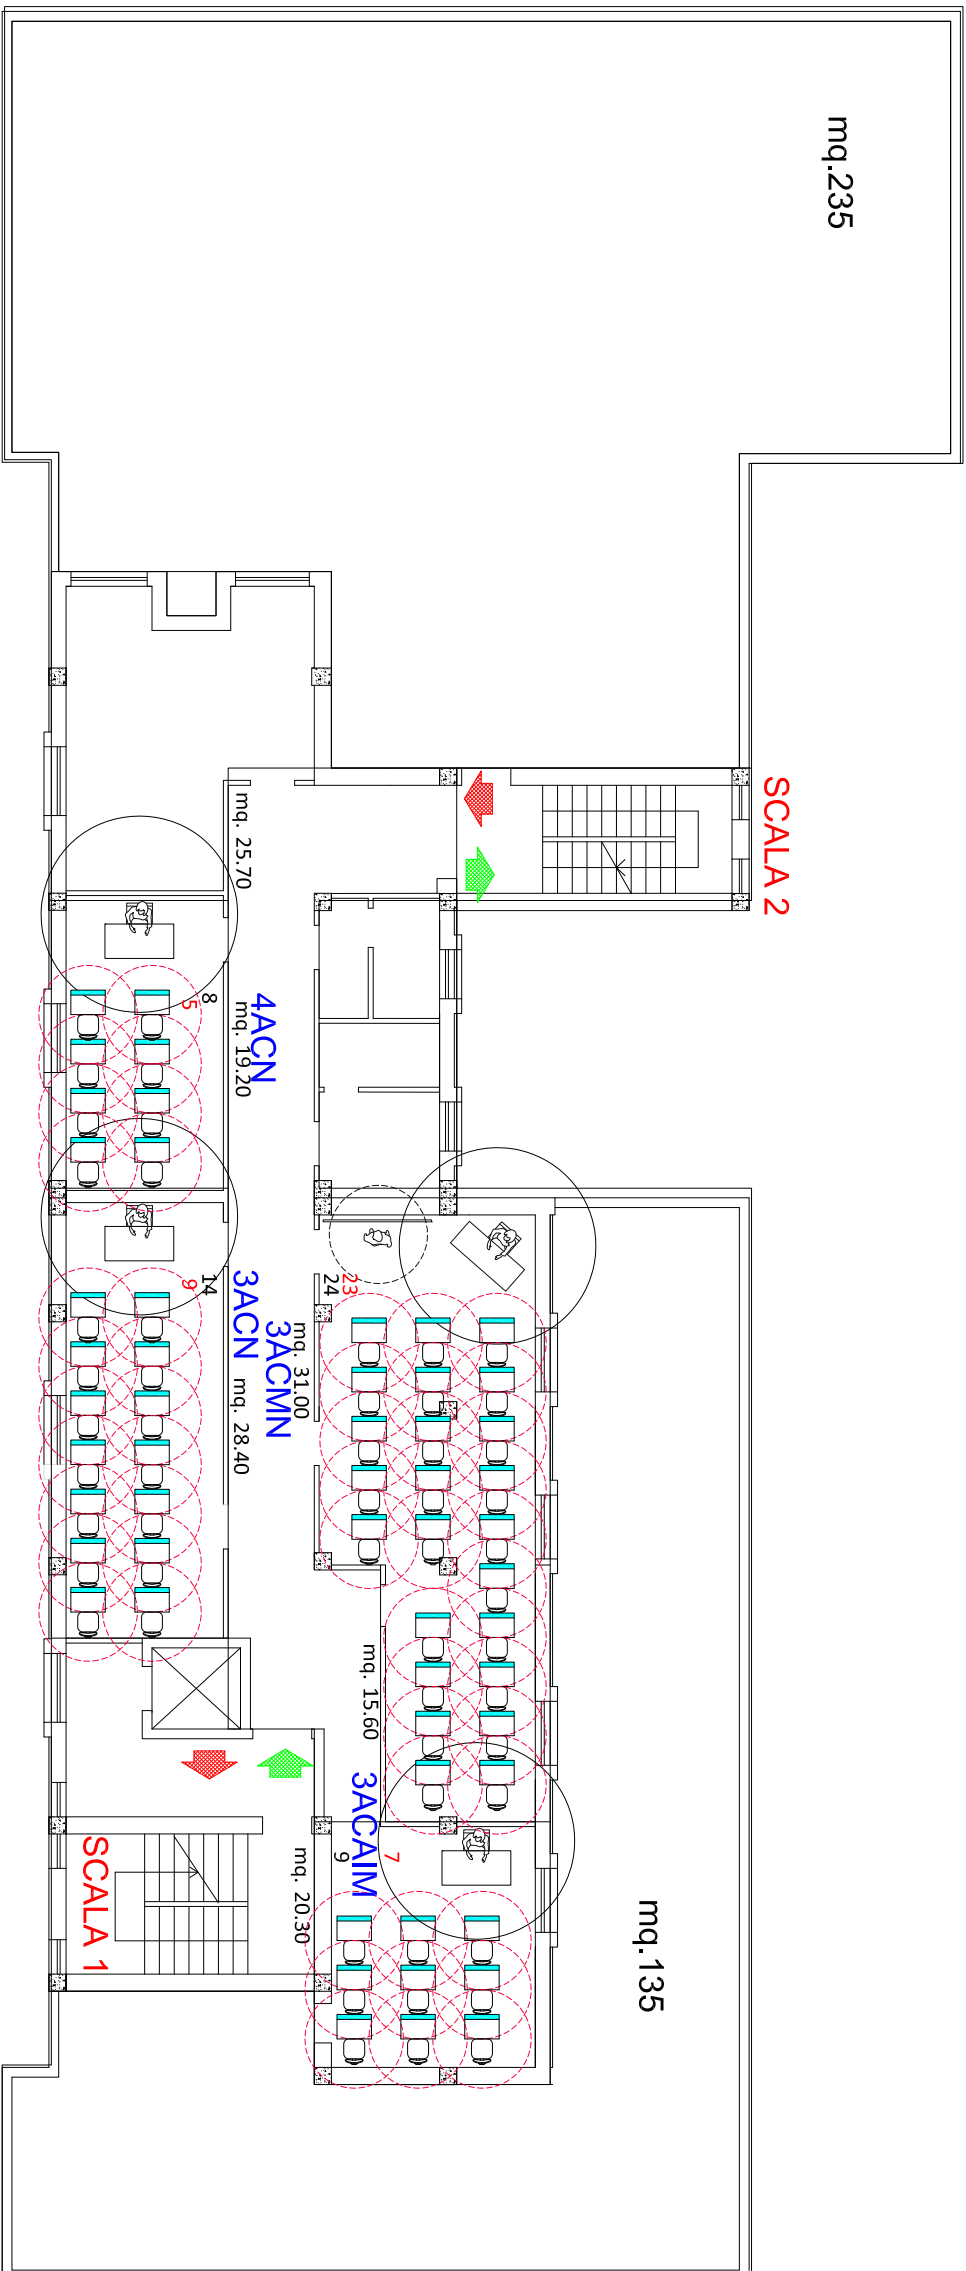 mq.235
SCALA 2
mq. 25.70
4ACN
mq. 19.20
8
5
3ACN
mq. 28.40
14
9
3ACMN
mq. 31.00
23
24
mq. 15.60
3ACAIM
7
9
mq. 20.30
SCALA 1
mq.135